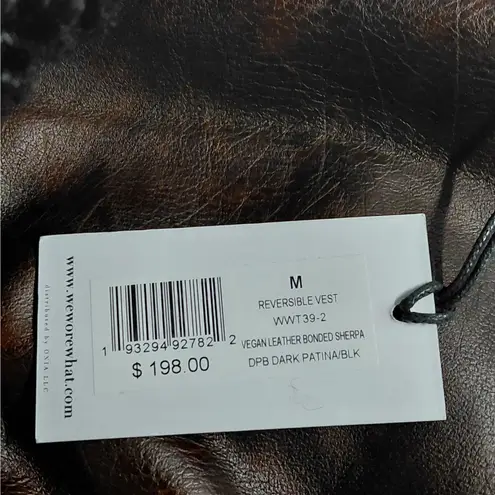 www.weworewhat.com
distributed by ONIA LLC
M
REVERSIBLE VEST
WWT39-2
VEGAN LEATHER BONDED SHERPA
DPB DARK PATINA/BLK
1 93294 92782 2
$ 198.00